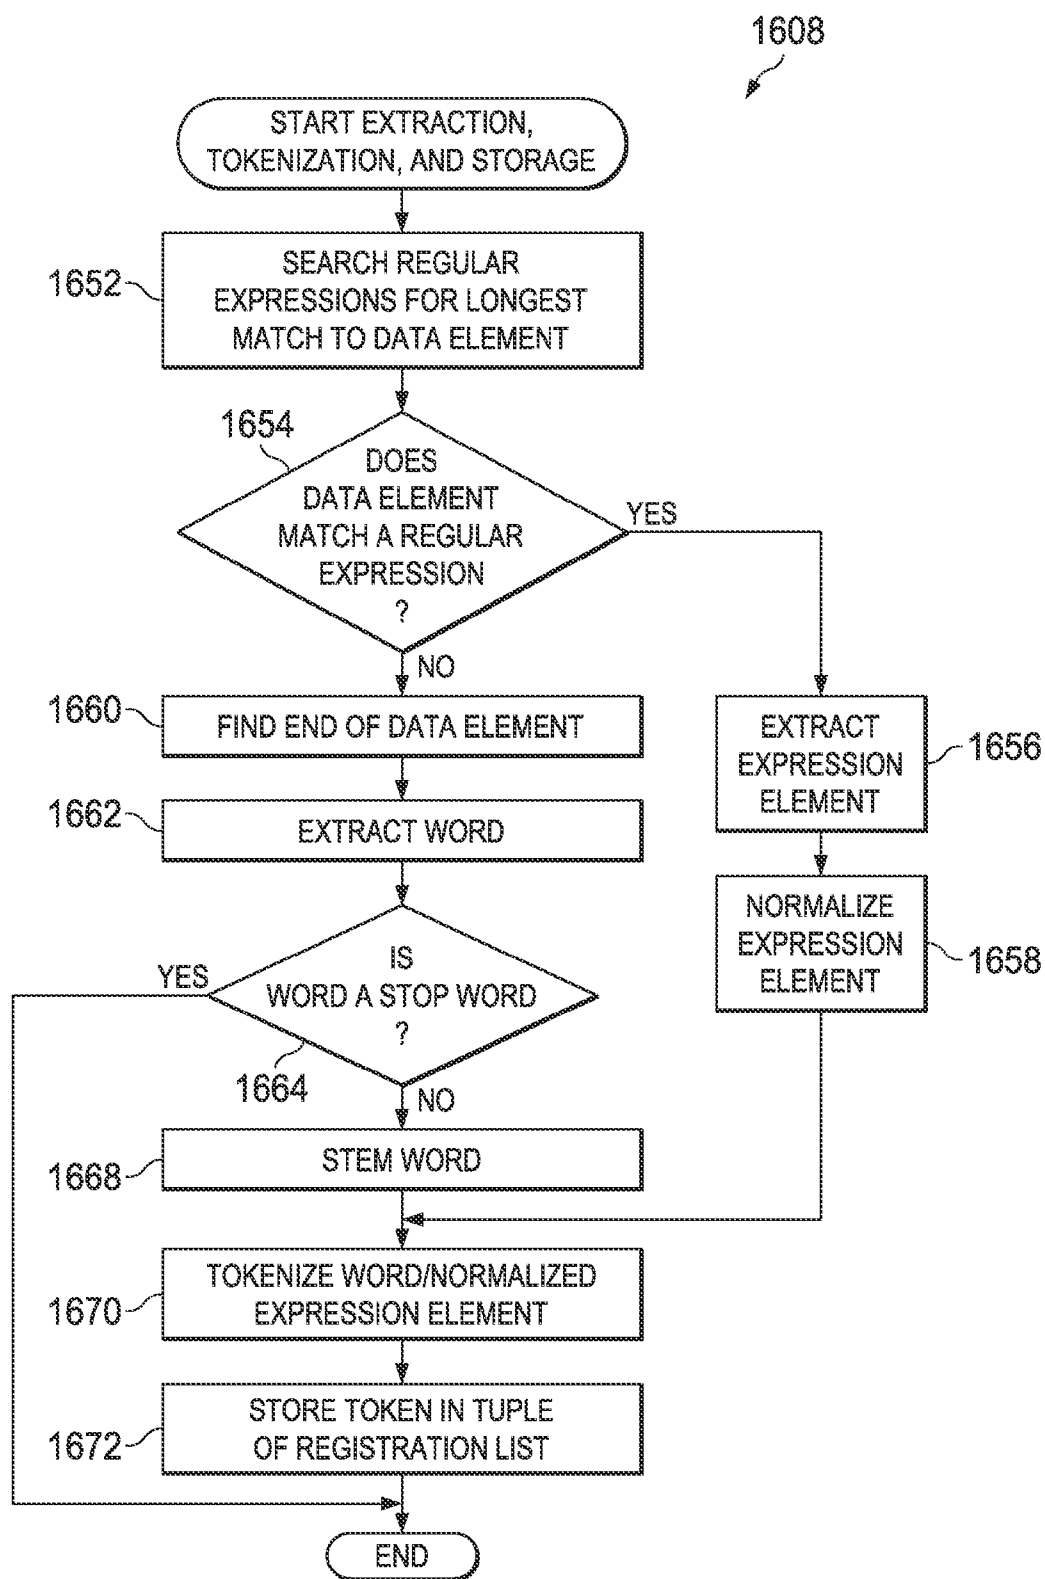 1608
START EXTRACTION,
TOKENIZATION, AND STORAGE
1652
SEARCH REGULAR
EXPRESSIONS FOR LONGEST
MATCH TO DATA ELEMENT
1654
DOES
DATA ELEMENT
MATCH A REGULAR
EXPRESSION
?
YES
NO
1660
FIND END OF DATA ELEMENT
1662
EXTRACT WORD
EXTRACT
EXPRESSION
ELEMENT
1656
NORMALIZE
EXPRESSION
ELEMENT
1658
YES
IS
WORD A STOP WORD
?
1664
NO
1668
STEM WORD
1670
TOKENIZE WORD/NORMALIZED
EXPRESSION ELEMENT
1672
STORE TOKEN IN TUPLE
OF REGISTRATION LIST
END